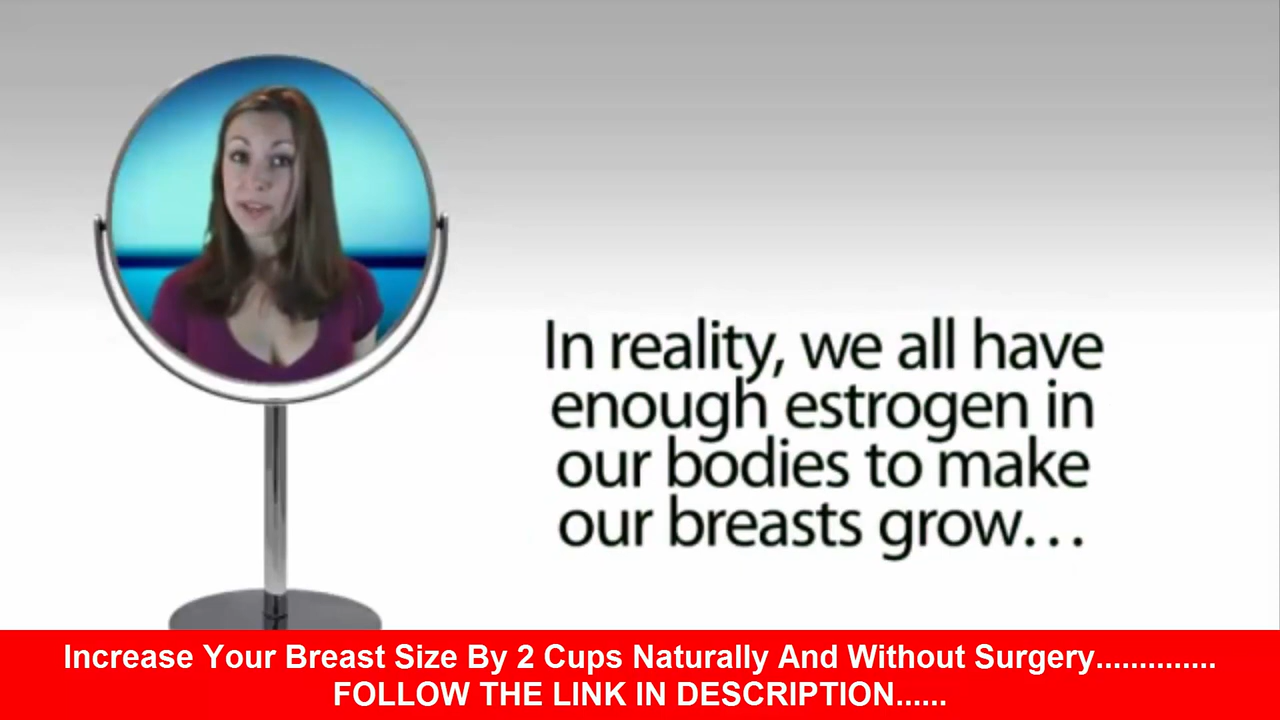 In reality, we all have
enough estrogen in
our bodies to make
our breasts grow…
Increase Your Breast Size By 2 Cups Naturally And Without Surgery..............
FOLLOW THE LINK IN DESCRIPTION......